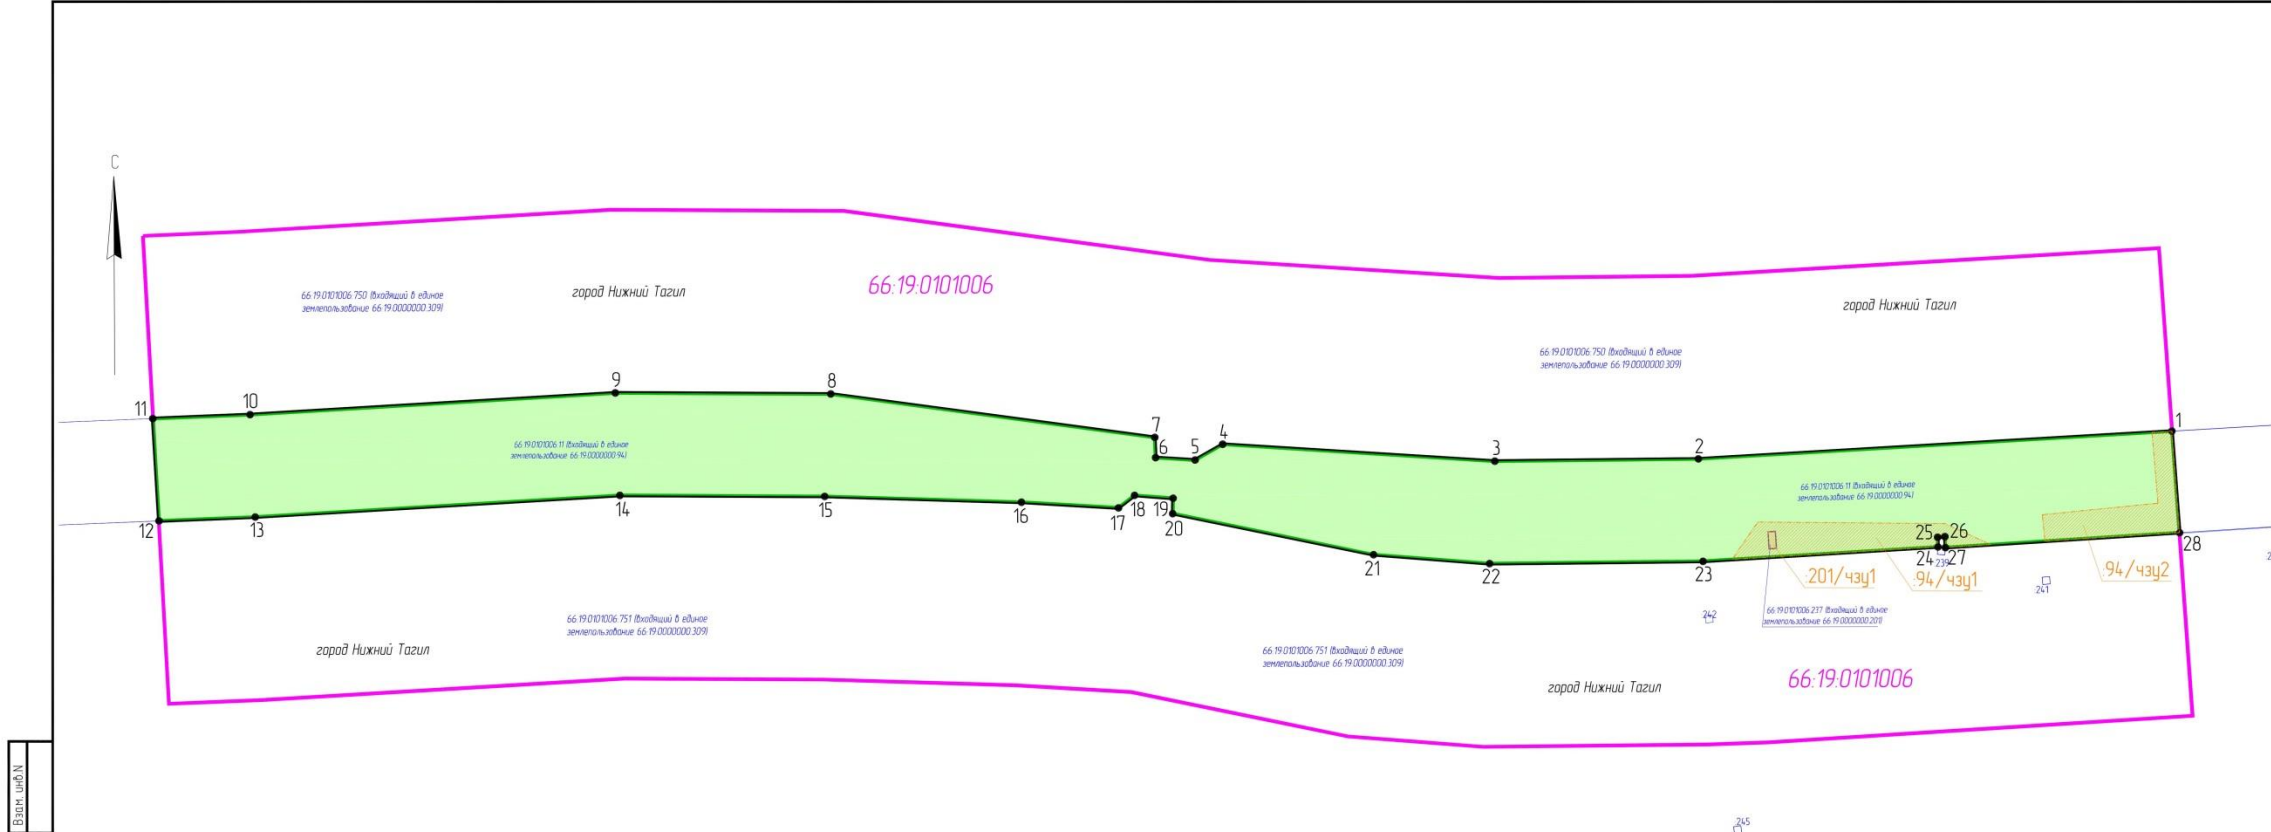 С
66:19:0101006
66:19:0101006:750 (входящий в единое
землепользование 66:19:0000000:309)
город Нижний Тагил
город Нижний Тагил
66:19:0101006:750 (входящий в единое
землепользование 66:19:0000000:309)
9
8
10
11
7
4
1
6
5
3
2
66:19:0101006:11 (входящий в единое
землепользование 66:19:0000000:94)
66:19:0101006:11 (входящий в единое
землепользование 66:19:0000000:94)
12
13
14
15
16
17
18
19
20
21
22
23
25
26
24
27
239
28
:201/чзу1
:94/чзу1
:94/чзу2
241
242
66:19:0101006:237 (входящий в единое
землепользование 66:19:0000000:201)
66:19:0101006:751 (входящий в единое
землепользование 66:19:0000000:309)
город Нижний Тагил
66:19:0101006:751 (входящий в единое
землепользование 66:19:0000000:309)
город Нижний Тагил
66:19:0101006
Взам. инв.N
245